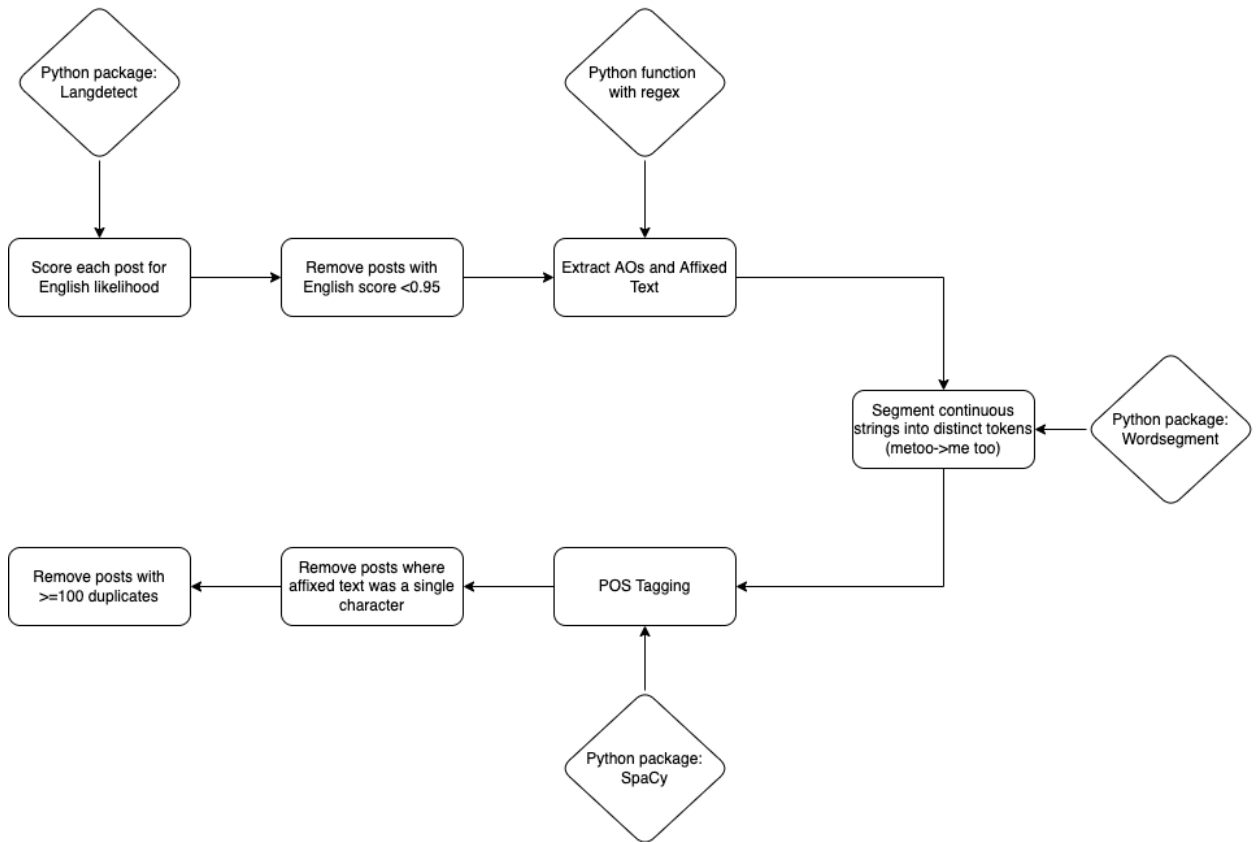 Python package:
Langdetect
Python function
with regex
Score each post for
English likelihood
Remove posts with
English score <0.95
Extract AOs and Affixed
Text
Segment continuous
strings into distinct tokens
(metoo->me too)
Python package:
Wordsegment
Remove posts with
>=100 duplicates
Remove posts where
affixed text was a single
character
POS Tagging
Python package:
SpaCy